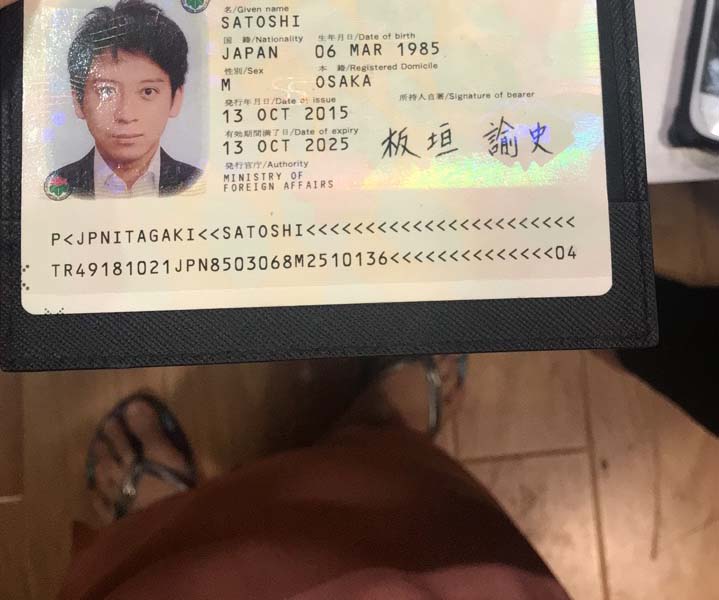 名/Given name
SATOSHI
国 籍/Nationality 生年月日/Date of birth
JAPAN 06 MAR 1985
性別/Sex 本 籍/Registered Domicile
M OSAKA
発行年月日/Date of issue 所持人自署/Signature of bearer
13 OCT 2015
有効期間満了日/Date of expiry
13 OCT 2025 板垣 諭史
発行官庁/Authority
MINISTRY OF
FOREIGN AFFAIRS
P<JPNITAGAKI<<SATOSHI<<<<<<<<<<<<<<<<<<<<<<<
TR49181021JPN8503068M2510136<<<<<<<<<<<<<<04